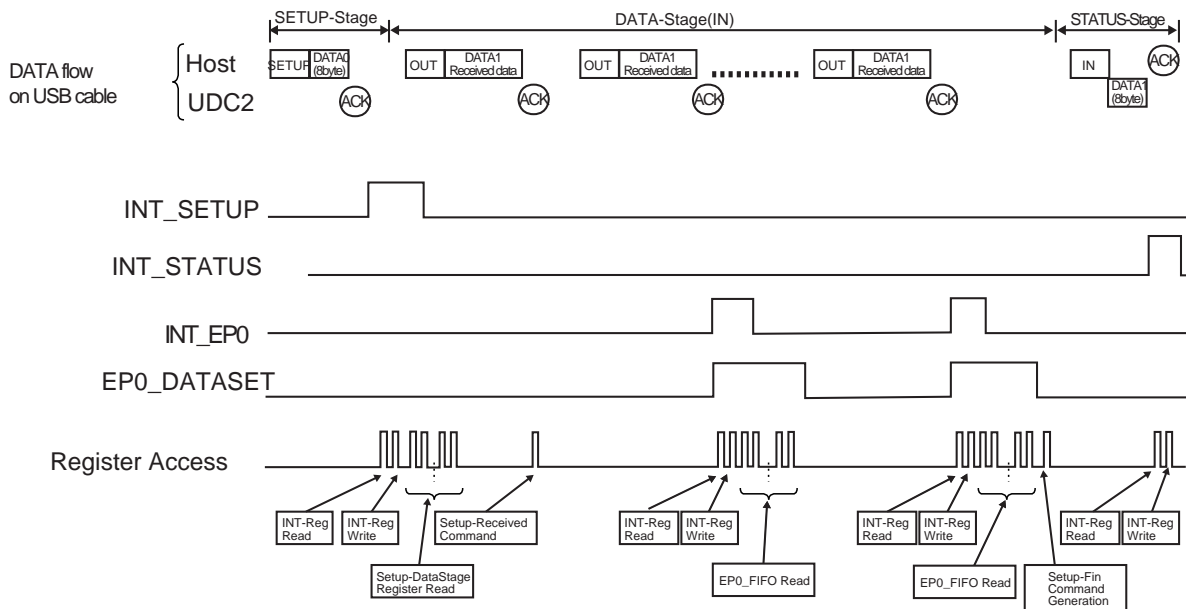 SETUP-Stage
DATA-Stage(IN)
STATUS-Stage
DATA flow
on USB cable
Host
UDC2
SETUP
DATA0
(8byte)
ACK
OUT
DATA1
Received data
ACK
OUT
DATA1
Received data
ACK
OUT
DATA1
Received data
ACK
IN
DATA1
(8byte)
ACK
INT_SETUP
INT_STATUS
INT_EP0
EP0_DATASET
Register Access
INT-Reg
Read
INT-Reg
Write
Setup-DataStage
Register Read
Setup-Received
Command
INT-Reg
Read
INT-Reg
Write
EP0_FIFO Read
INT-Reg
Read
INT-Reg
Write
EP0_FIFO Read
Setup-Fin
Command
Generation
INT-Reg
Read
INT-Reg
Write